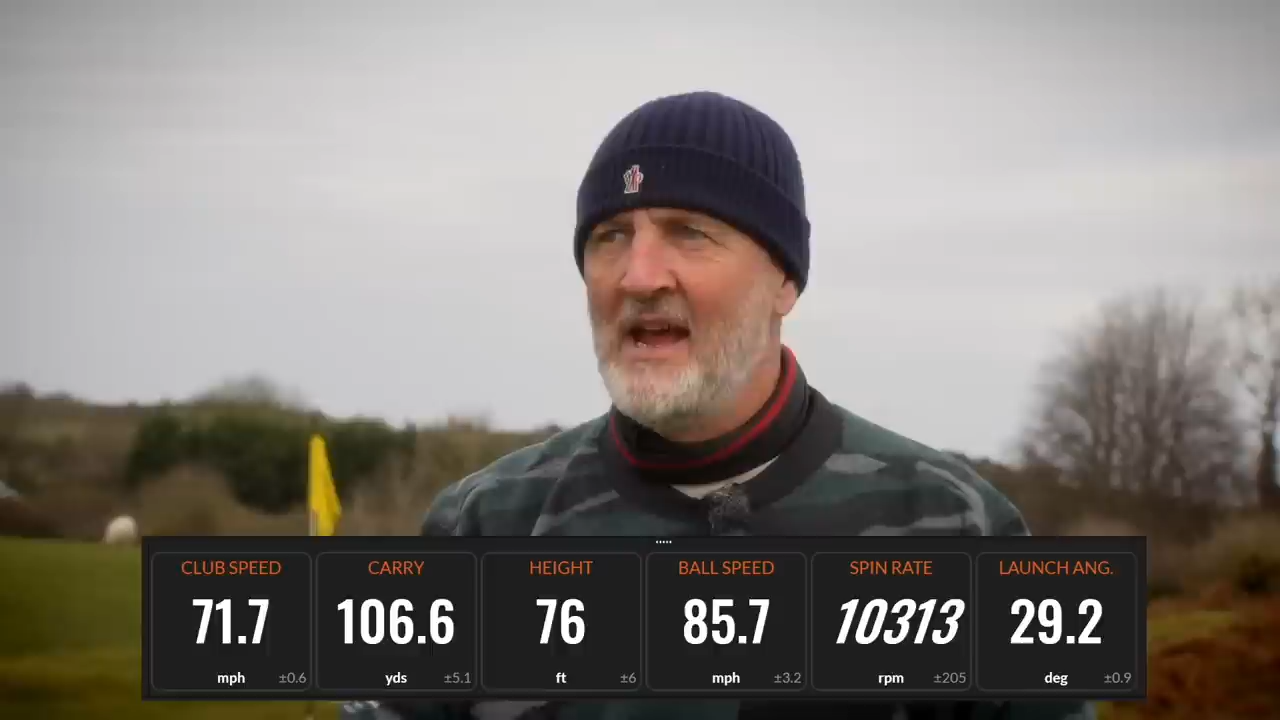 CLUB SPEED
71.7
mph ±0.6
CARRY
106.6
yds ±5.1
HEIGHT
76
ft ±6
BALL SPEED
85.7
mph ±3.2
SPIN RATE
10313
rpm ±205
LAUNCH ANG.
29.2
deg ±0.9